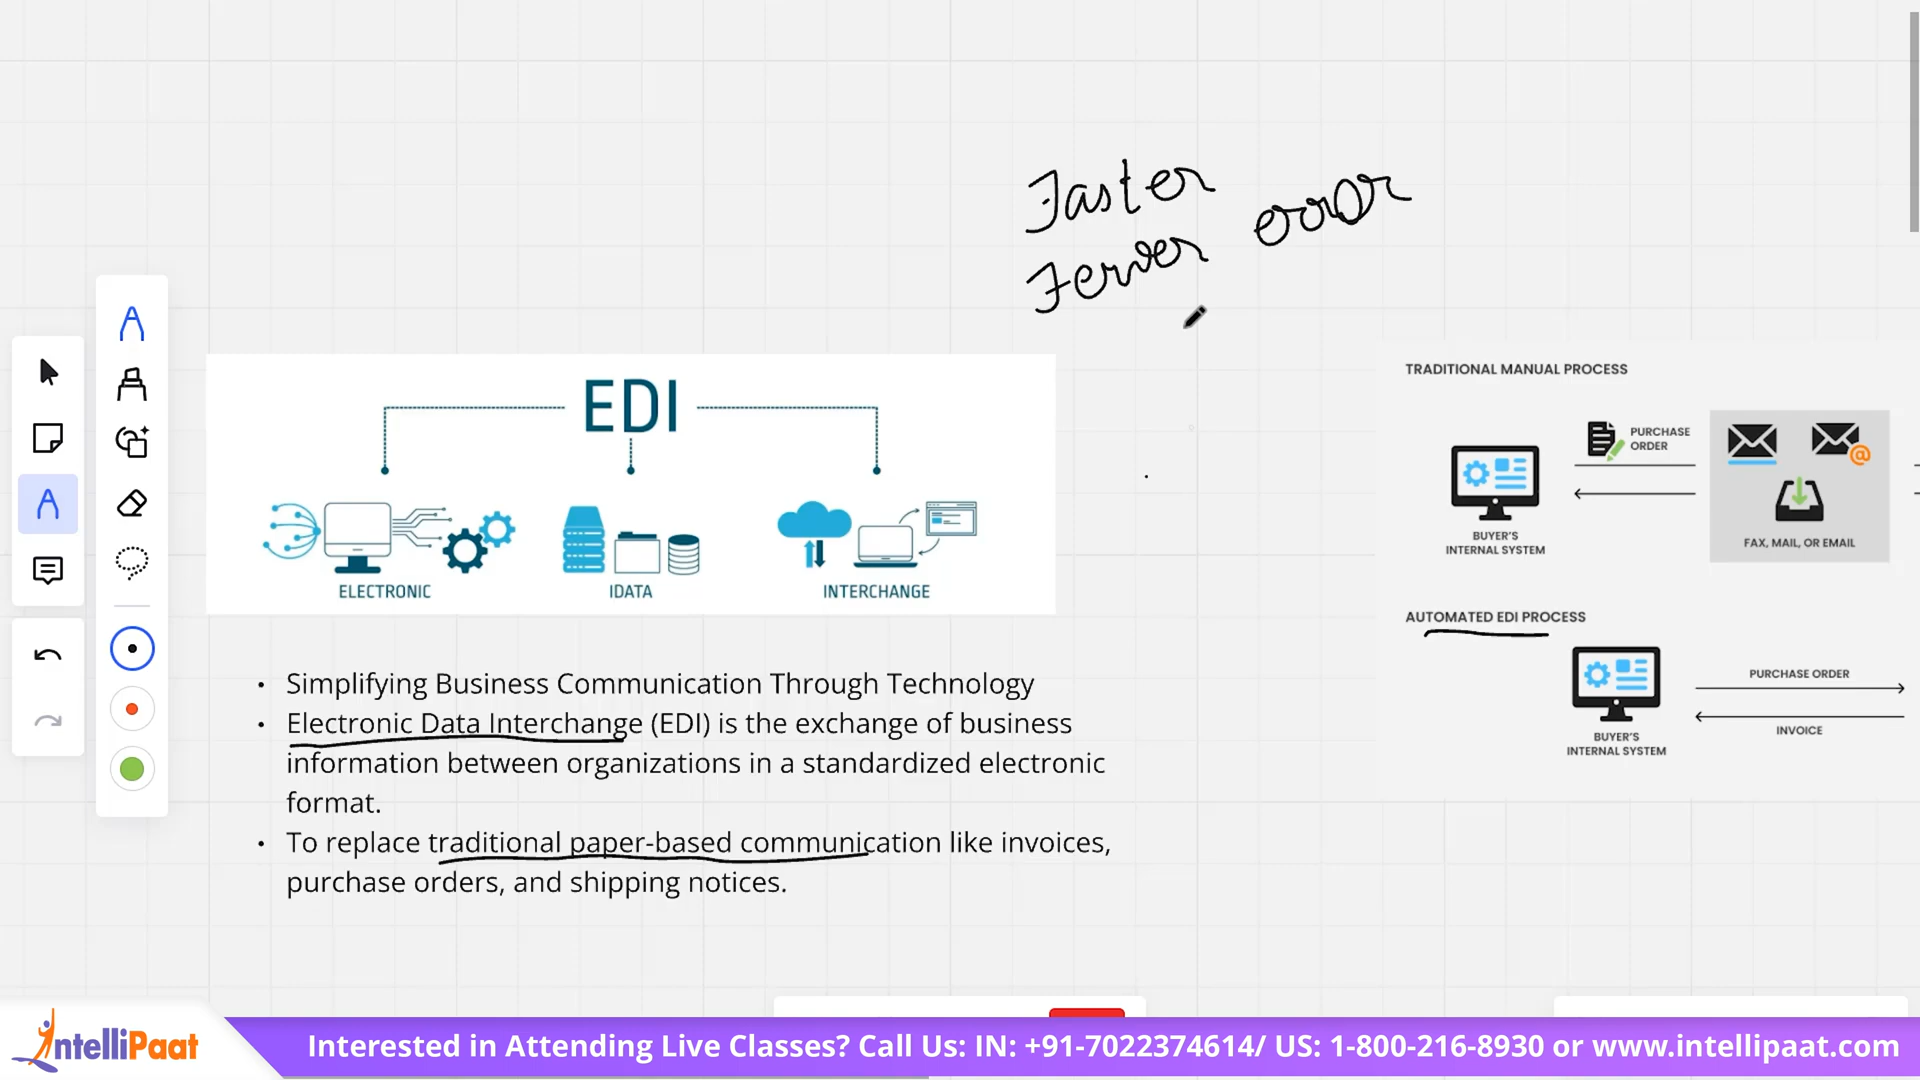 Faster
Fewer error
EDI
ELECTRONIC
IDATA
INTERCHANGE
• Simplifying Business Communication Through Technology
• Electronic Data Interchange (EDI) is the exchange of business
information between organizations in a standardized electronic
format.
• To replace traditional paper-based communication like invoices,
purchase orders, and shipping notices.
TRADITIONAL MANUAL PROCESS
PURCHASE
ORDER
BUYER'S
INTERNAL SYSTEM
FAX, MAIL, OR EMAIL
AUTOMATED EDI PROCESS
PURCHASE ORDER
INVOICE
BUYER'S
INTERNAL SYSTEM
IntelliPaat
Interested in Attending Live Classes? Call Us: IN: +91-7022374614/ US: 1-800-216-8930 or www.intellipaat.com